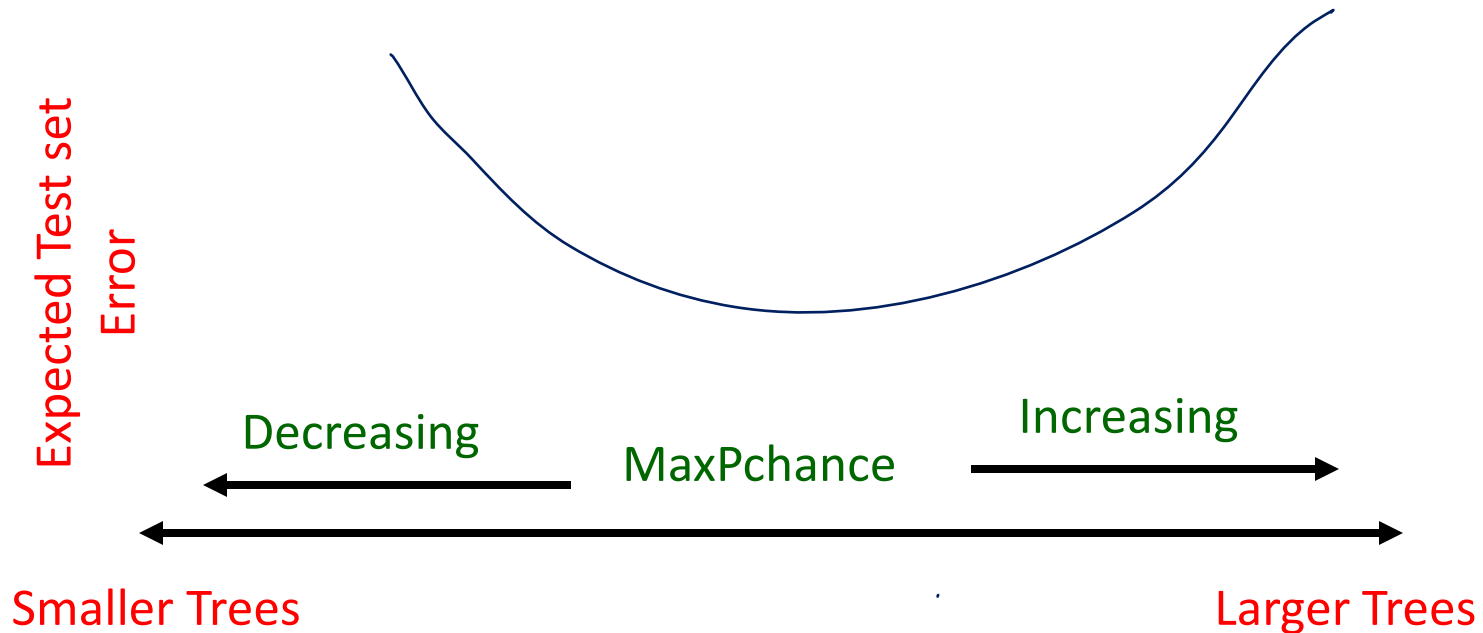 Expected Test set
Error
Decreasing
MaxPchance
Increasing
Smaller Trees
Larger Trees